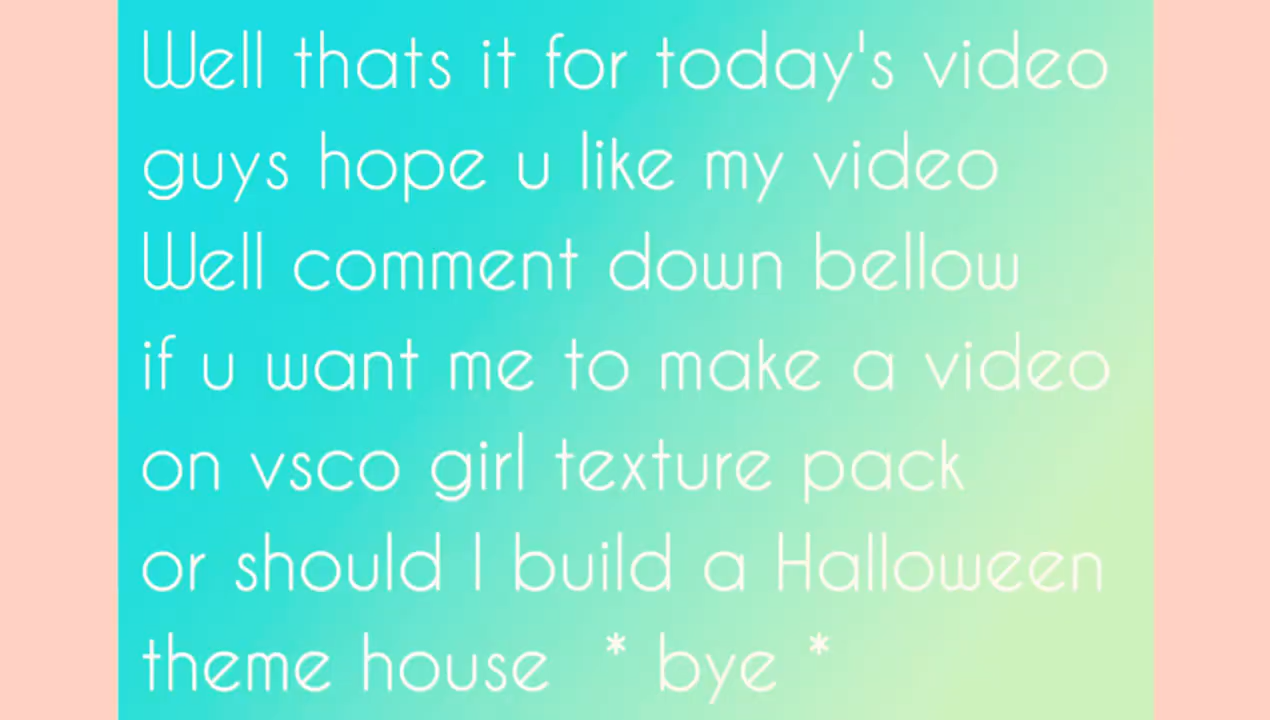 Well thats it for today's video
guys hope u like my video
Well comment down bellow
if u want me to make a video
on vsco girl texture pack
or should I build a Halloween
theme house * bye *